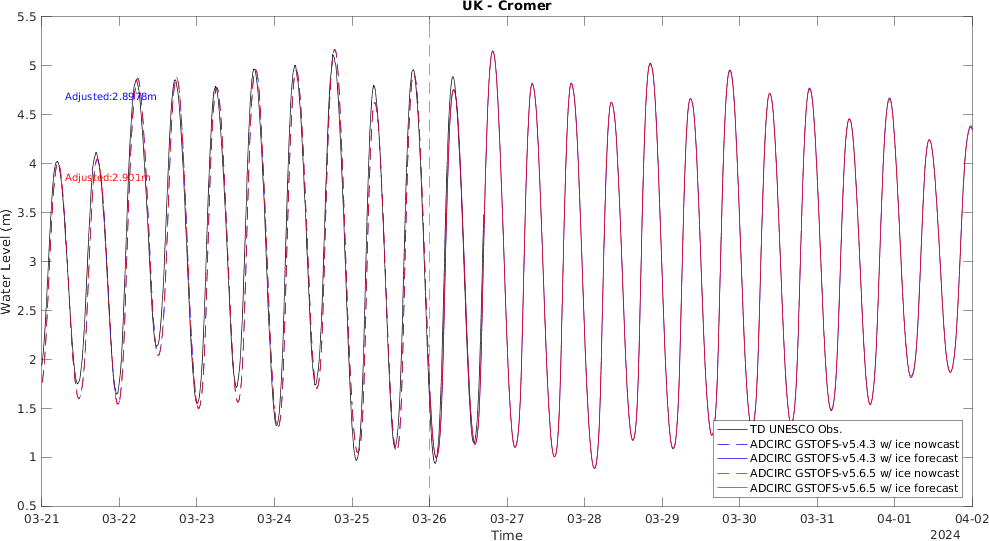 UK - Cromer
5.5
5
4.5
4
3.5
3
2.5
2
1.5
1
0.5
Water Level (m)
Adjusted:2.8978m
Adjusted:2.901m
TD UNESCO Obs.
ADCIRC GSTOFS-v5.4.3 w/ ice nowcast
ADCIRC GSTOFS-v5.4.3 w/ ice forecast
ADCIRC GSTOFS-v5.6.5 w/ ice nowcast
ADCIRC GSTOFS-v5.6.5 w/ ice forecast
03-21 03-22 03-23 03-24 03-25 03-26 03-27 03-28 03-29 03-30 03-31 04-01 04-02
Time
2024